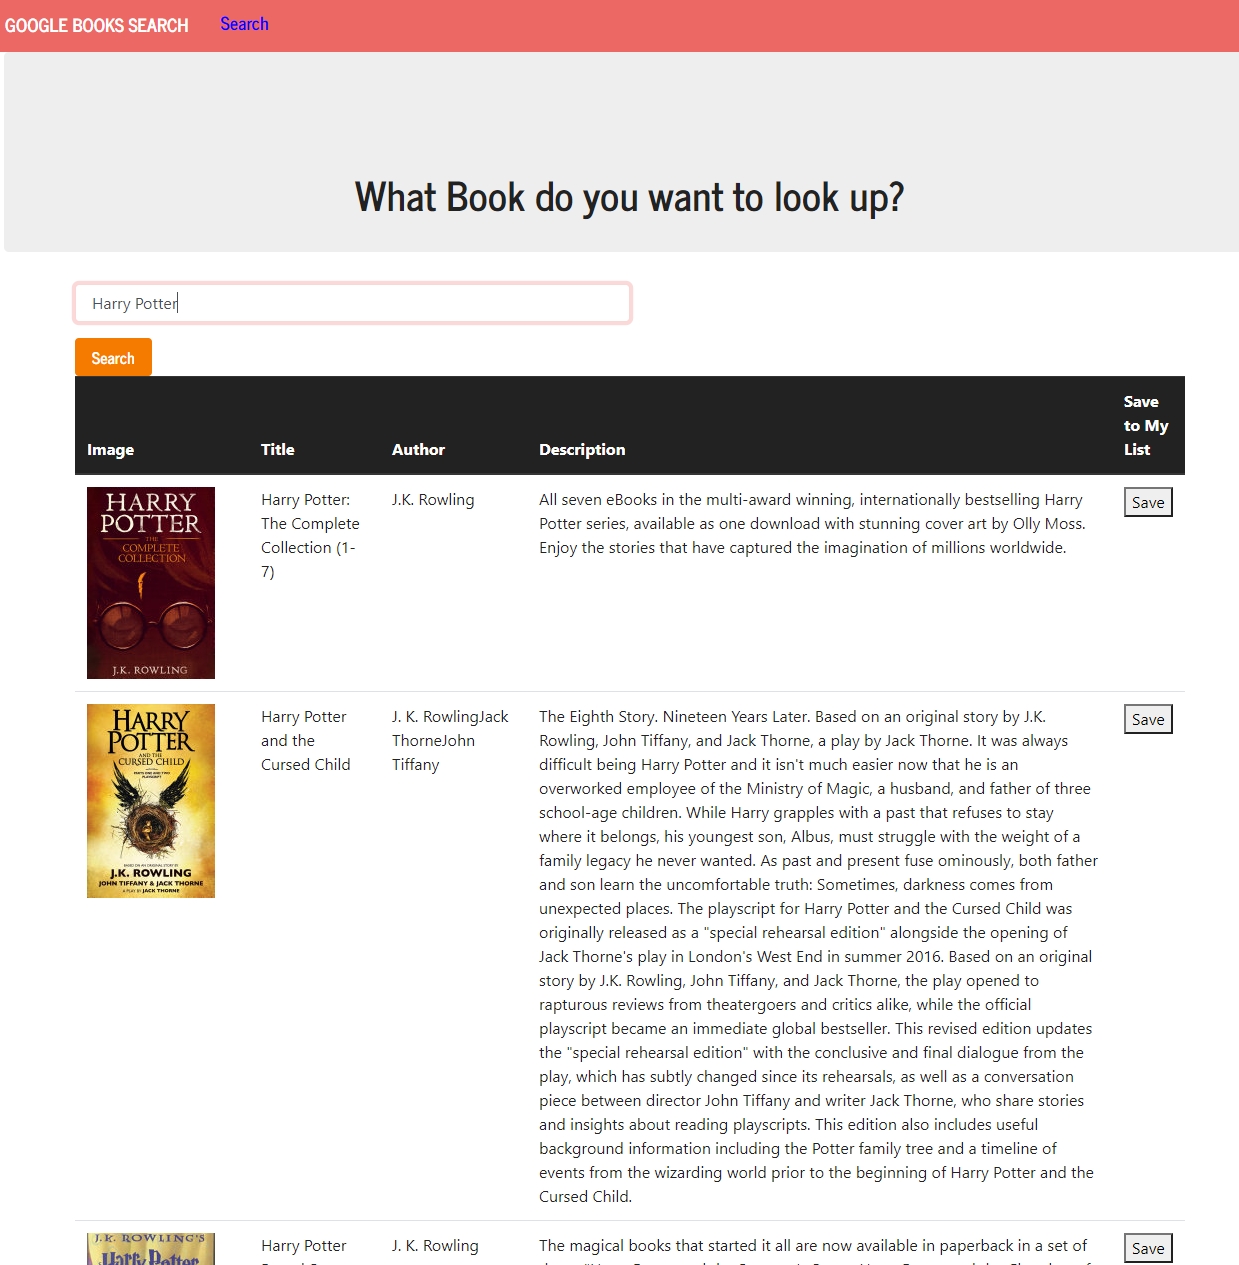 GOOGLE BOOKS SEARCH Search
What Book do you want to look up?
Harry Potter
Search
Image Title Author Description Save to My List
HARRY
POTTER
THE
COMPLETE
COLLECTION
J.K. ROWLING
Harry Potter:
The Complete
Collection (1-
7)
J.K. Rowling
All seven eBooks in the multi-award winning, internationally bestselling Harry
Potter series, available as one download with stunning cover art by Olly Moss.
Enjoy the stories that have captured the imagination of millions worldwide.
Save
HARRY
POTTER
AND THE
CURSED CHILD
PARTS ONE AND TWO
PLAYSCRIPT
BASED ON AN ORIGINAL STORY BY
J.K. ROWLING
JOHN TIFFANY & JACK THORNE
A PLAY BY JACK THORNE
Harry Potter
and the
Cursed Child
J. K. RowlingJack
ThorneJohn
Tiffany
The Eighth Story. Nineteen Years Later. Based on an original story by J.K.
Rowling, John Tiffany, and Jack Thorne, a play by Jack Thorne. It was always
difficult being Harry Potter and it isn't much easier now that he is an
overworked employee of the Ministry of Magic, a husband, and father of three
school-age children. While Harry grapples with a past that refuses to stay
where it belongs, his youngest son, Albus, must struggle with the weight of a
family legacy he never wanted. As past and present fuse ominously, both father
and son learn the uncomfortable truth: Sometimes, darkness comes from
unexpected places. The playscript for Harry Potter and the Cursed Child was
originally released as a "special rehearsal edition" alongside the opening of
Jack Thorne's play in London's West End in summer 2016. Based on an original
story by J.K. Rowling, John Tiffany, and Jack Thorne, the play opened to
rapturous reviews from theatergoers and critics alike, while the official
playscript became an immediate global bestseller. This revised edition updates
the "special rehearsal edition" with the conclusive and final dialogue from the
play, which has subtly changed since its rehearsals, as well as a conversation
piece between director John Tiffany and writer Jack Thorne, who share stories
and insights about reading playscripts. This edition also includes useful
background information including the Potter family tree and a timeline of
events from the wizarding world prior to the beginning of Harry Potter and the
Cursed Child.
Save
J.K. ROWLING'S
Harry Potter
Harry Potter
J. K. Rowling
The magical books that started it all are now available in paperback in a set of
Save